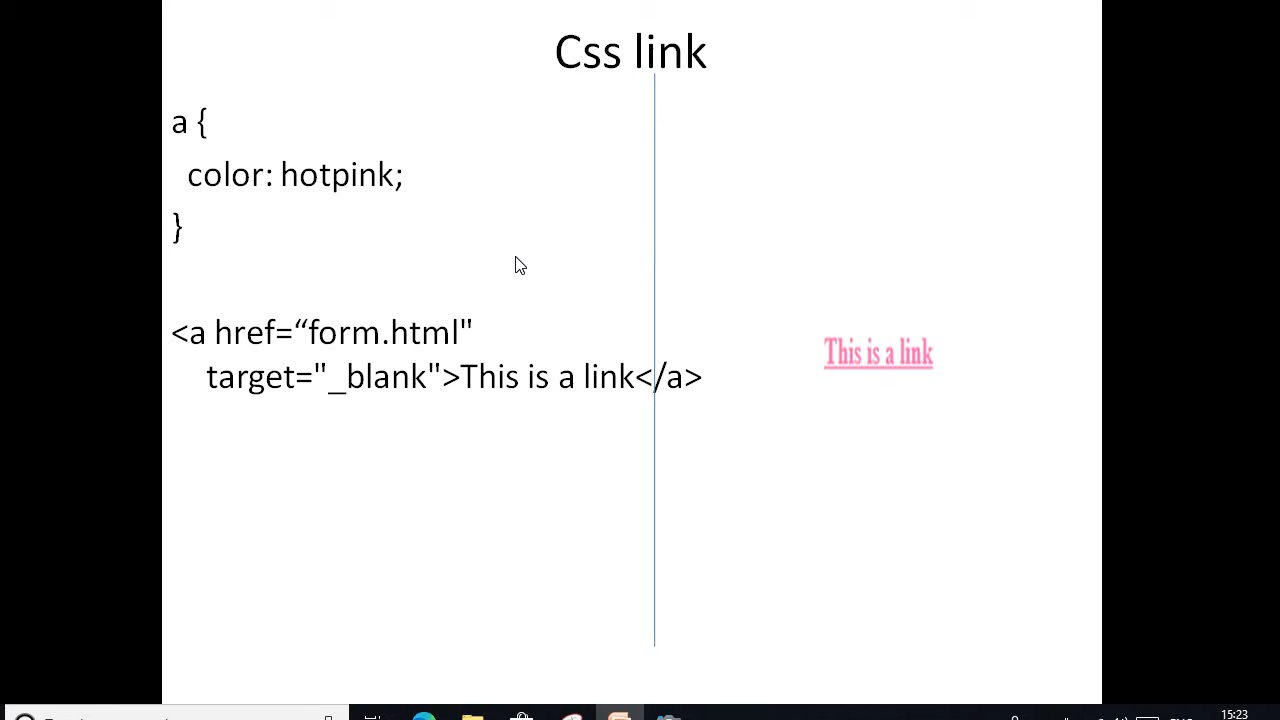 Css link
a {
color: hotpink;
}
<a href=“form.html"
target="_blank">This is a link</a>
This is a link
15:23